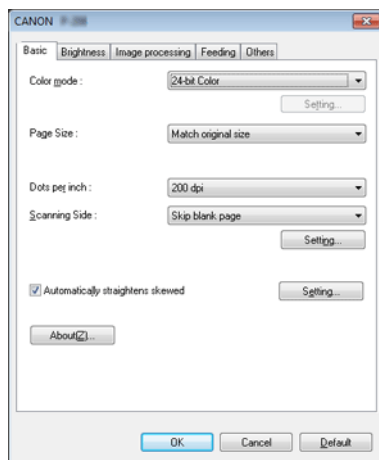 CANON
Basic Brightness Image processing Feeding Others
Color mode : 24-bit Color
Setting...
Page Size : Match original size
Dots per inch : 200 dpi
Scanning Side : Skip blank page
Setting...
Automatically straightens skewed Setting...
About(Z)...
OK Cancel Default